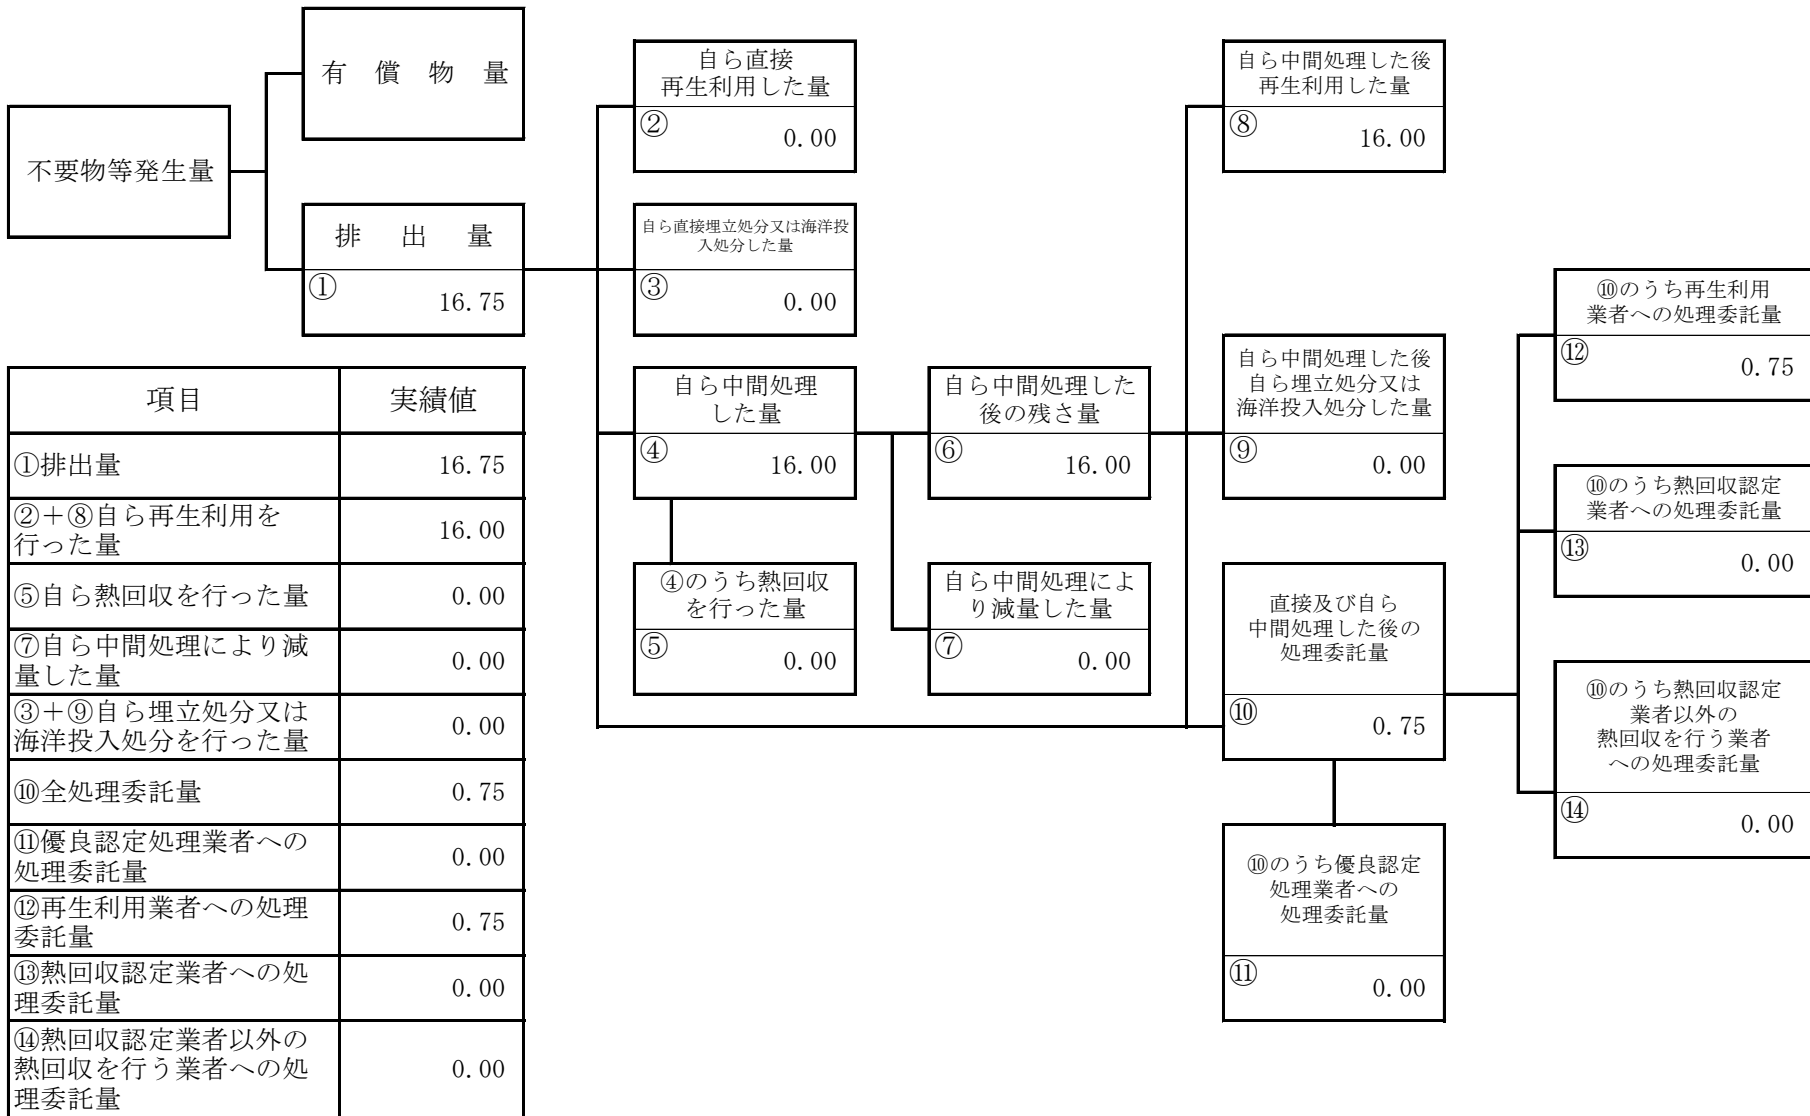 不要物等発生量
有 償 物 量
排 出 量
① 16.75
自ら直接
再生利用した量
② 0.00
自ら直接埋立処分又は海洋投
入処分した量
③ 0.00
自ら中間処理
した量
④ 16.00
④のうち熱回収
を行った量
⑤ 0.00
自ら中間処理した
後の残さ量
⑥ 16.00
自ら中間処理によ
り減量した量
⑦ 0.00
自ら中間処理した後
再生利用した量
⑧ 16.00
自ら中間処理した後
自ら埋立処分又は
海洋投入処分した量
⑨ 0.00
直接及び自ら
中間処理した後の
処理委託量
⑩ 0.75
⑩のうち優良認定
処理業者への
処理委託量
⑪ 0.00
⑩のうち再生利用
業者への処理委託量
⑫ 0.75
⑩のうち熱回収認定
業者への処理委託量
⑬ 0.00
⑩のうち熱回収認定
業者以外の
熱回収を行う業者
への処理委託量
⑭ 0.00
項目 実績値
①排出量 16.75
②＋⑧自ら再生利用を
行った量 16.00
⑤自ら熱回収を行った量 0.00
⑦自ら中間処理により減
量した量 0.00
③＋⑨自ら埋立処分又は
海洋投入処分を行った量 0.00
⑩全処理委託量 0.75
⑪優良認定処理業者への
処理委託量 0.00
⑫再生利用業者への処理
委託量 0.75
⑬熱回収認定業者への処
理委託量 0.00
⑭熱回収認定業者以外の
熱回収を行う業者への処
理委託量 0.00